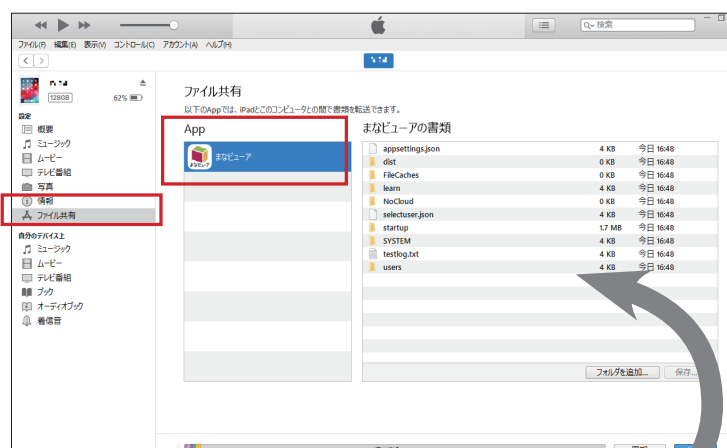 検索
ファイル(F) 編集(E) 表示(V) コントロール(C) アカウント(A) ヘルプ(H)
128GB 62%
設定
概要
ミュージック
ムービー
テレビ番組
写真
情報
ファイル共有
自分のデバイス上
ミュージック
ムービー
テレビ番組
ブック
オーディオブック
着信音
ファイル共有
以下のAppでは、iPadとこのコンピュータとの間で書類を転送できます。
App
まなビューア
まなビューアの書類
appsettings.json 4 KB 今日 16:48
dist 0 KB 今日 16:48
FileCaches 0 KB 今日 16:48
learn 4 KB 今日 16:48
NoCloud 0 KB 今日 16:48
selectuser.json 4 KB 今日 16:48
startup 1.7 MB 今日 16:48
SYSTEM 4 KB 今日 16:48
testlog.txt 4 KB 今日 16:48
users 4 KB 今日 16:48
フォルダを追加... 保存...